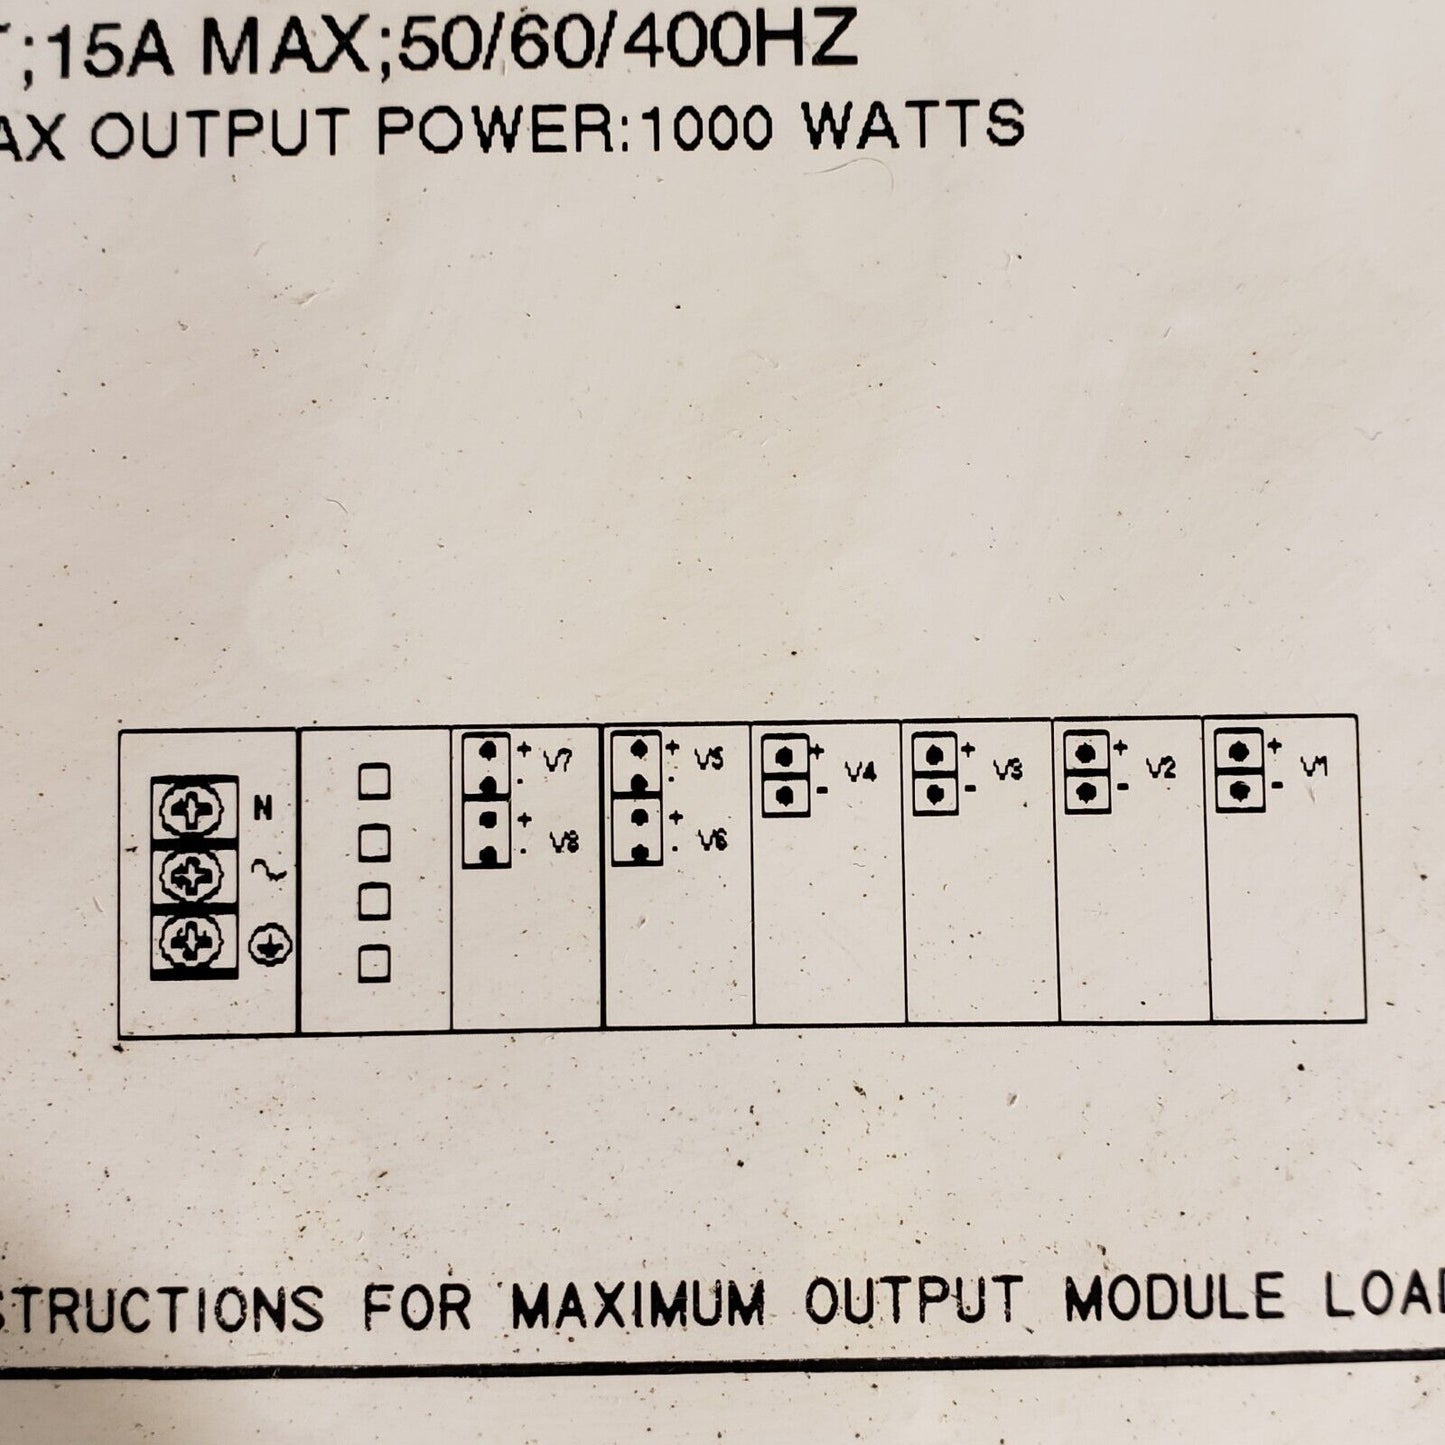 ;15A MAX;50/60/400HZ
AX OUTPUT POWER:1000 WATTS
+ V7 + V5 + V4 + V3 + V2 + V1
- - - - - -
N + V8 + V6
- -
STRUCTIONS FOR MAXIMUM OUTPUT MODULE LOA